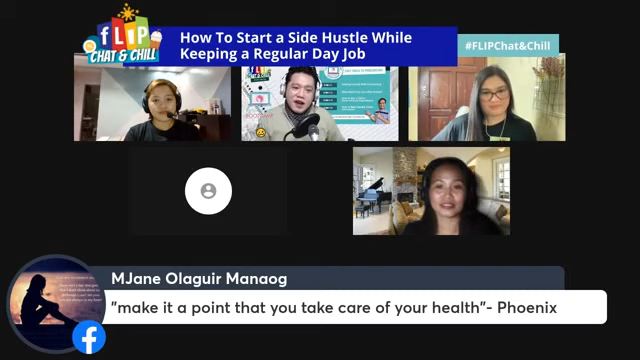 FLIP
CHAT & CHILL
How To Start a Side Hustle While
Keeping a Regular Day Job
#FLIPChat&Chill
MJane Olaguir Manaog
"make it a point that you take care of your health"- Phoenix